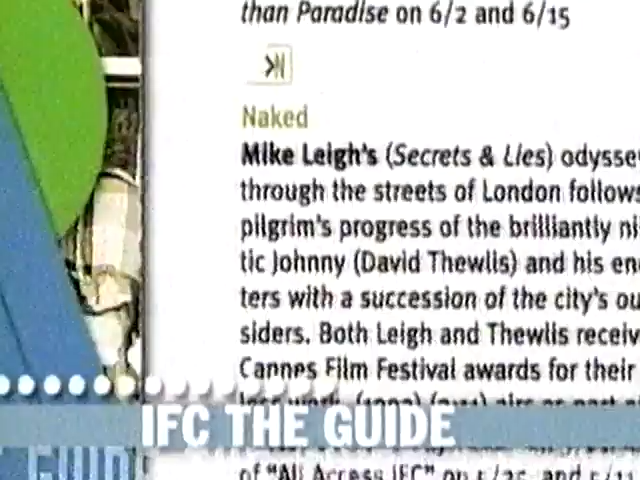 than Paradise on 6/2 and 6/15
Naked
Mike Leigh's (Secrets & Lies) odysse
through the streets of London follows
pilgrim's progress of the brilliantly ni
tic Johnny (David Thewlis) and his en
ters with a succession of the city's ou
siders. Both Leigh and Thewlis receiv
Cannes Film Festival awards for their
IFC THE GUIDE
of "All Access IFC" on